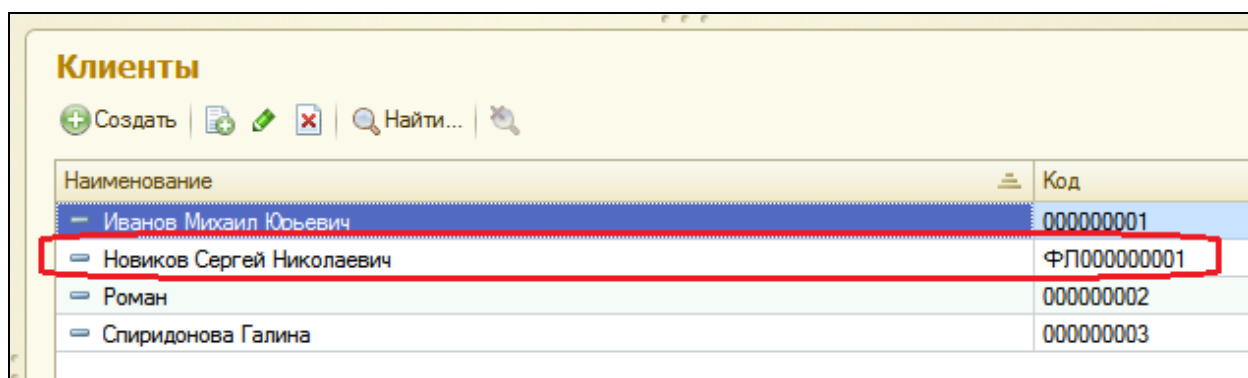 Клиенты
Создать Найти...
Наименование Код
Иванов Михаил Юрьевич 000000001
Новиков Сергей Николаевич ФЛ000000001
Роман 000000002
Спиридонова Галина 000000003